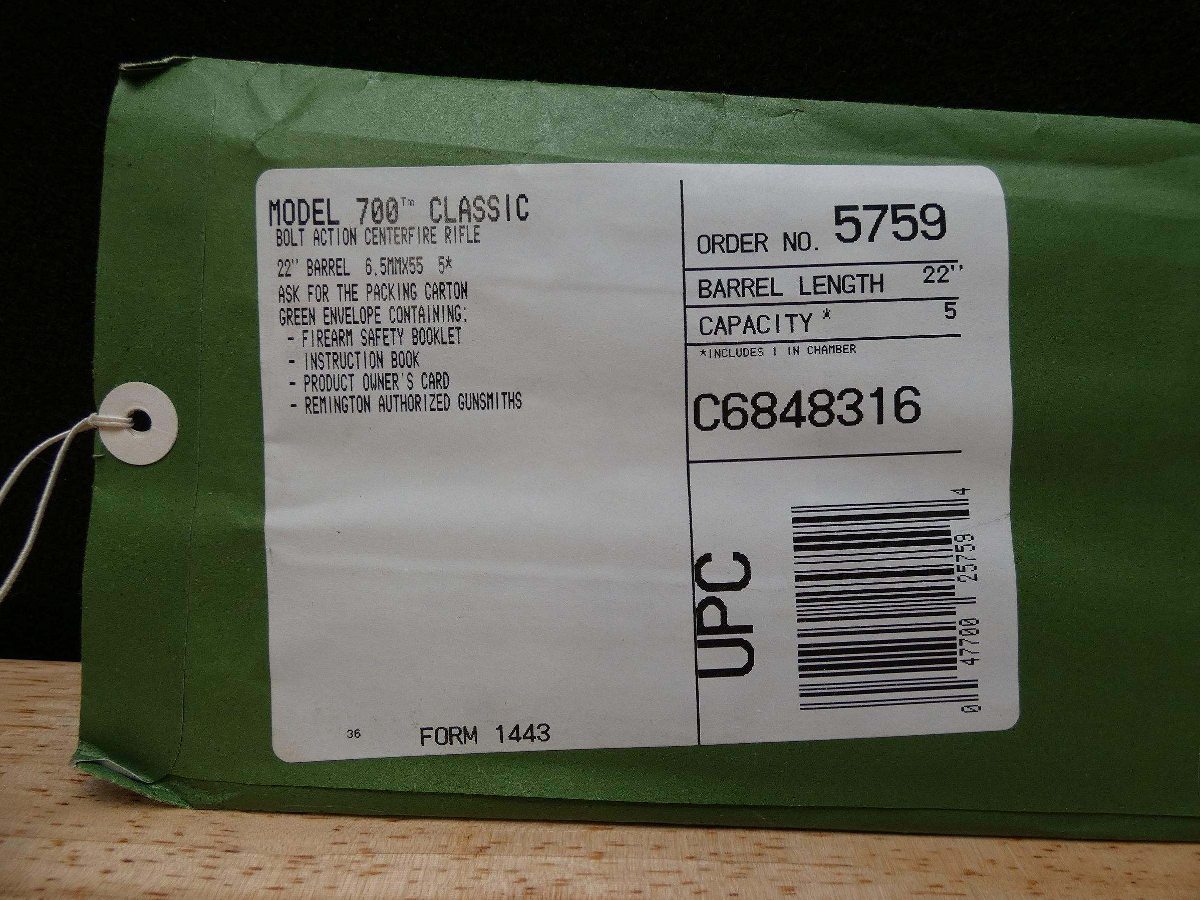 MODEL 700™ CLASSIC
BOLT ACTION CENTERFIRE RIFLE
22" BARREL 6.5MMX55 5*
ASK FOR THE PACKING CARTON
GREEN ENVELOPE CONTAINING:
- FIREARM SAFETY BOOKLET
- INSTRUCTION BOOK
- PRODUCT OWNER'S CARD
- REMINGTON AUTHORIZED GUNSMITHS
36 FORM 1443
ORDER NO. 5759
BARREL LENGTH 22"
CAPACITY * 5
*INCLUDES 1 IN CHAMBER
C6848316
UPC
0 47700 25759 4